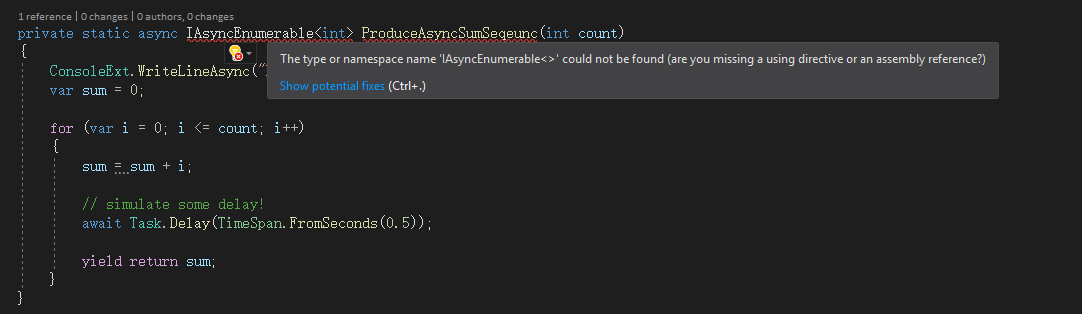 1 reference | 0 changes | 0 authors, 0 changes
private static async IAsyncEnumerable<int> ProduceAsyncSumSeqeunc(int count)
{
The type or namespace name 'IAsyncEnumerable<>' could not be found (are you missing a using directive or an assembly reference?)
Show potential fixes (Ctrl+.)
ConsoleExt.WriteLineAsync("
var sum = 0;
for (var i = 0; i <= count; i++)
{
sum = sum + i;
// simulate some delay!
await Task.Delay(TimeSpan.FromSeconds(0.5));
yield return sum;
}
}